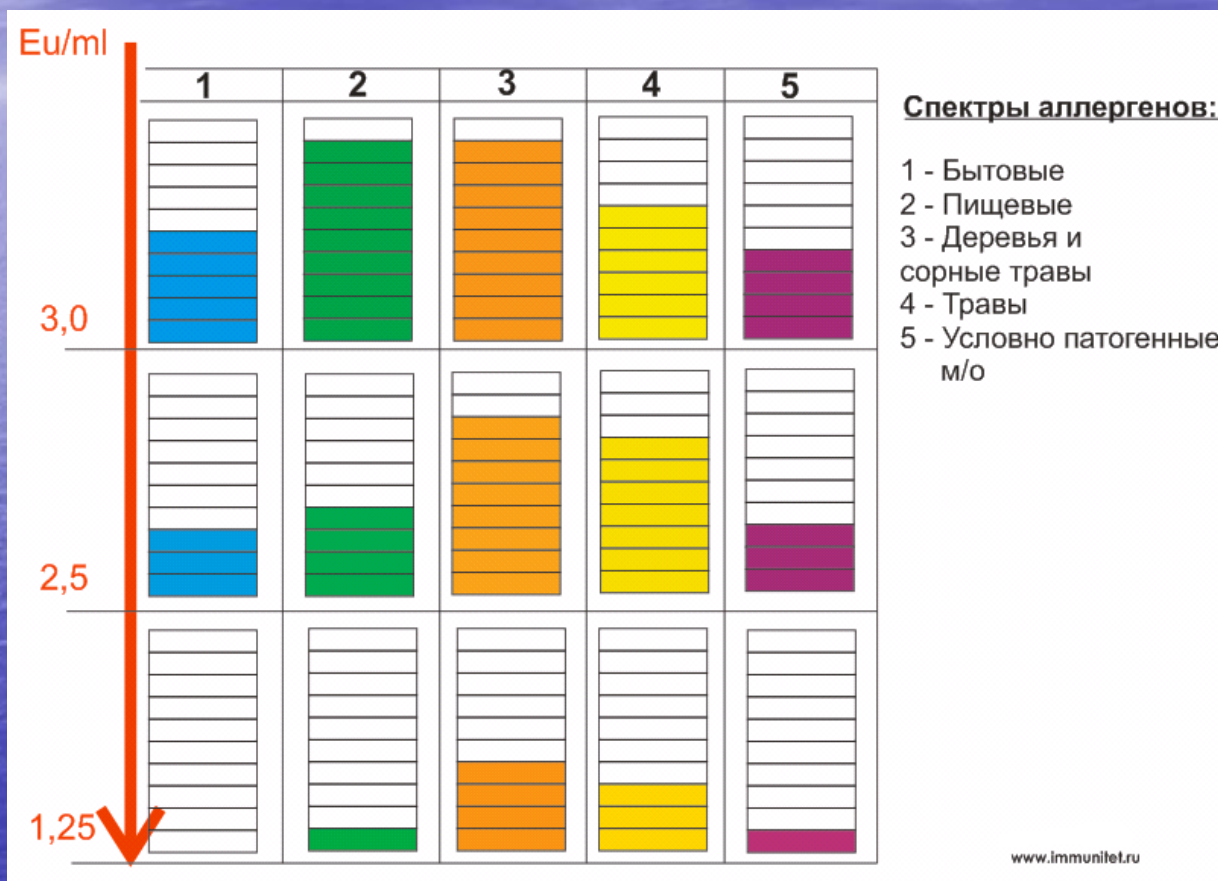 Eu/ml
1 2 3 4 5
Спектры аллергенов:
1 - Бытовые
2 - Пищевые
3 - Деревья и
сорные травы
4 - Травы
5 - Условно патогенные
м/о
3,0
2,5
1,25
www.immunitet.ru